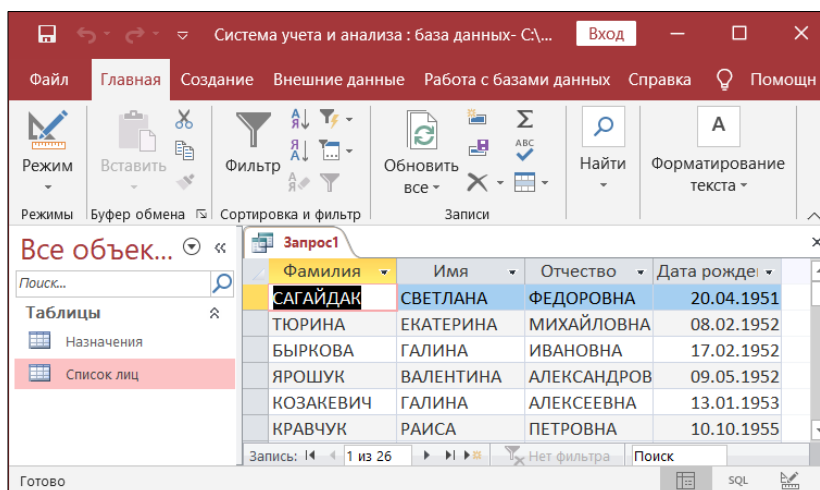 Система учета и анализа : база данных- C:\... Вход
Файл Главная Создание Внешние данные Работа с базами данных Справка Помощн
Режим Вставить Фильтр Обновить все Найти Форматирование текста
Режимы Буфер обмена Сортировка и фильтр Записи
Все объек... « Запрос1
Поиск... Фамилия Имя Отчество Дата рожде
САГАЙДАК СВЕТЛАНА ФЕДОРОВНА 20.04.1951
Таблицы ТЮРИНА ЕКАТЕРИНА МИХАЙЛОВНА 08.02.1952
Назначения БЫРКОВА ГАЛИНА ИВАНОВНА 17.02.1952
Список лиц ЯРОШУК ВАЛЕНТИНА АЛЕКСАНДРОВ 09.05.1952
КОЗАКЕВИЧ ГАЛИНА АЛЕКСЕЕВНА 13.01.1953
КРАВЧУК РАИСА ПЕТРОВНА 10.10.1955
Запись: 1 из 26 Нет фильтра Поиск
Готово SQL